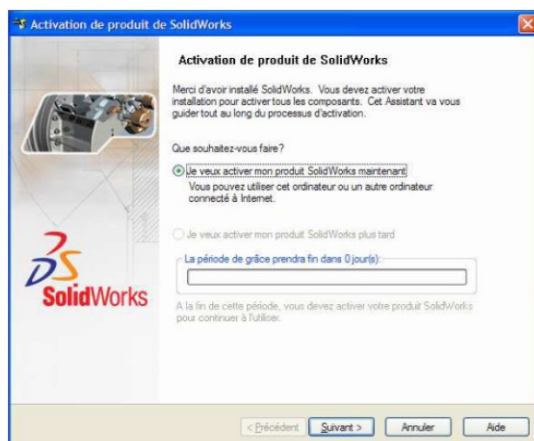 Activation de produit de SolidWorks
Activation de produit de SolidWorks
Merci d'avoir installé SolidWorks. Vous devez activer votre
installation pour activer tous les composants. Cet Assistant va vous
guider tout au long du processus d'activation.
Que souhaitez-vous faire?
Je veux activer mon produit SolidWorks maintenant
Vous pouvez utiliser cet ordinateur ou un autre ordinateur
connecté à Internet.
Je veux activer mon produit SolidWorks plus tard
La période de grâce prendra fin dans 0 jour(s):
A la fin de cette période, vous devez activer votre produit SolidWorks
pour continuer à l'utiliser.
SolidWorks
< Précédent Suivant > Annuler Aide